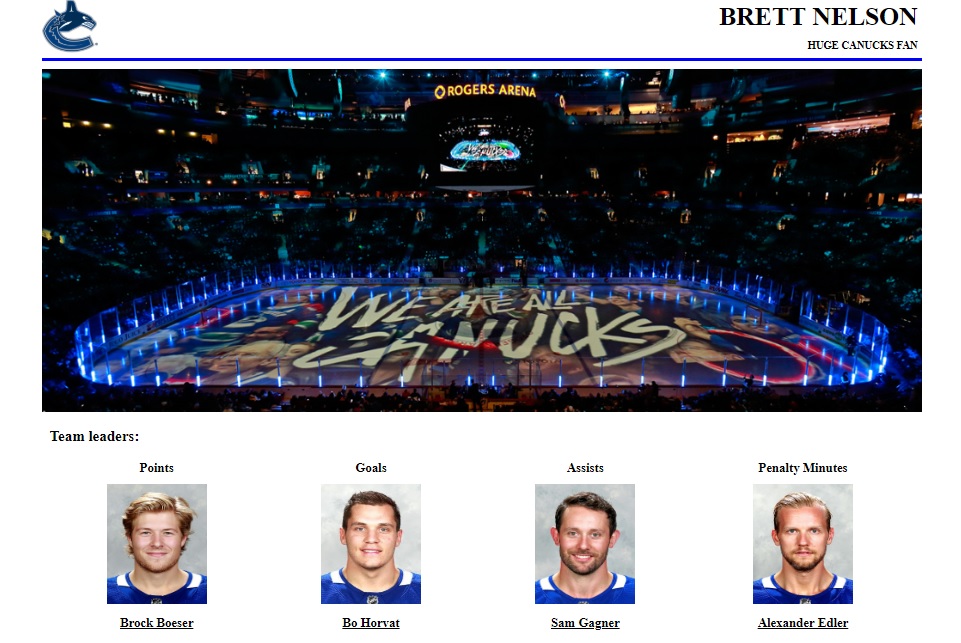 BRETT NELSON
HUGE CANUCKS FAN
ROGERS ARENA
WE ARE ALL
CANUCKS
Team leaders:
Points Goals Assists Penalty Minutes
Brock Boeser Bo Horvat Sam Gagner Alexander Edler